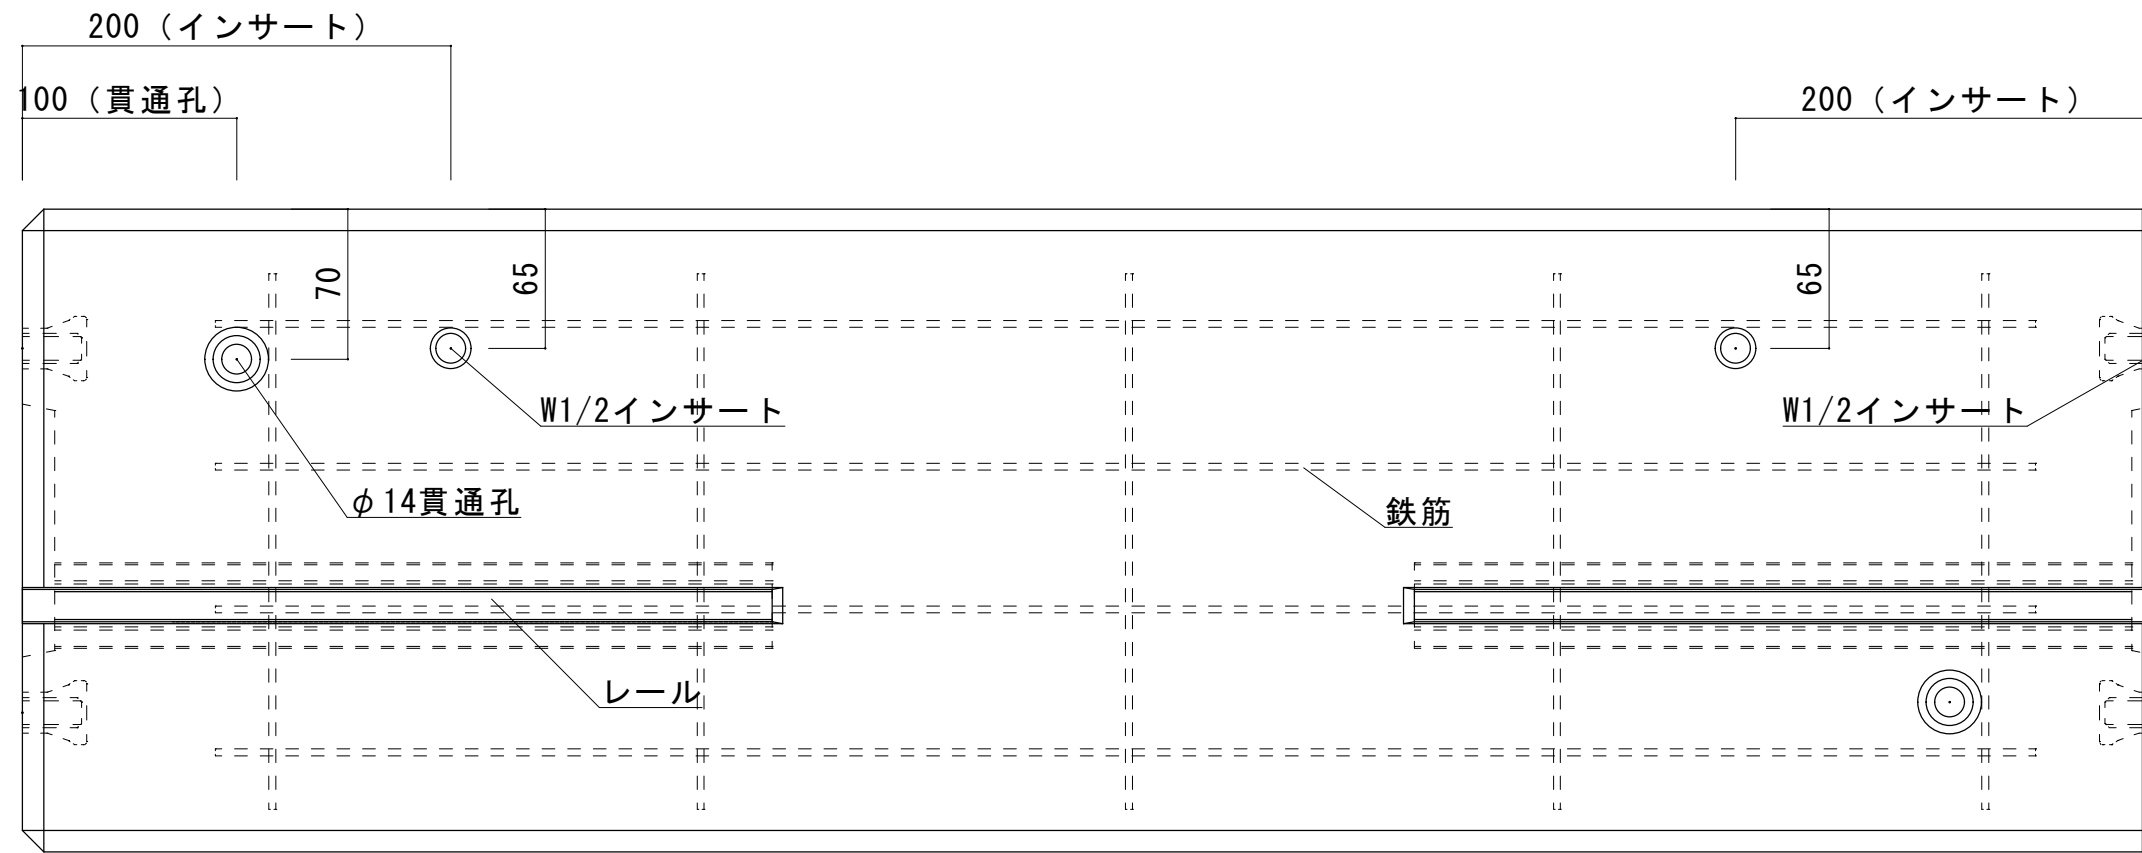 200（インサート）
100（貫通孔）
200（インサート）
70
65
65
W1/2インサート
W1/2インサート
φ14貫通孔
鉄筋
レール